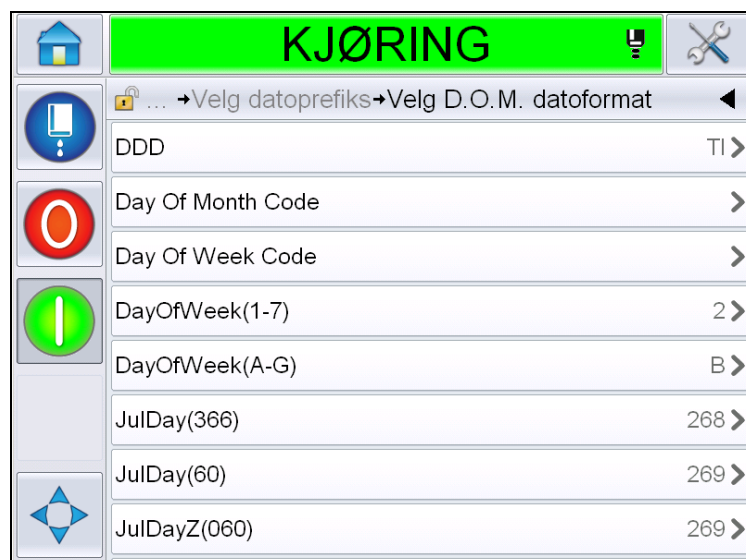 KJØRING
... →Velg datoprefiks→Velg D.O.M. datoformat
DDD TI
Day Of Month Code
Day Of Week Code
DayOfWeek(1-7) 2
DayOfWeek(A-G) B
JulDay(366) 268
JulDay(60) 269
JulDayZ(060) 269